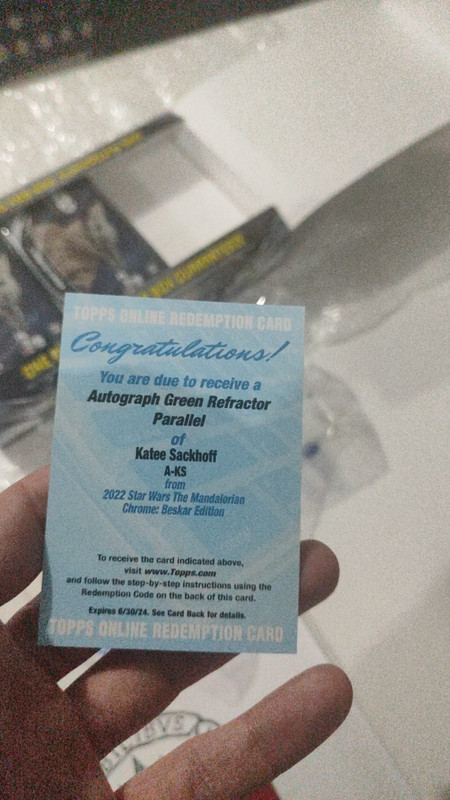 TOPPS ONLINE REDEMPTION CARD
Congratulations!
You are due to receive a
Autograph Green Refractor
Parallel
of
Katee Sackhoff
A-KS
from
2022 Star Wars The Mandalorian
Chrome: Beskar Edition
To receive the card indicated above,
visit www.Topps.com
and follow the step-by-step instructions using the
Redemption Code on the back of this card.
Expires 6/30/24. See Card Back for details.
TOPPS ONLINE REDEMPTION CARD